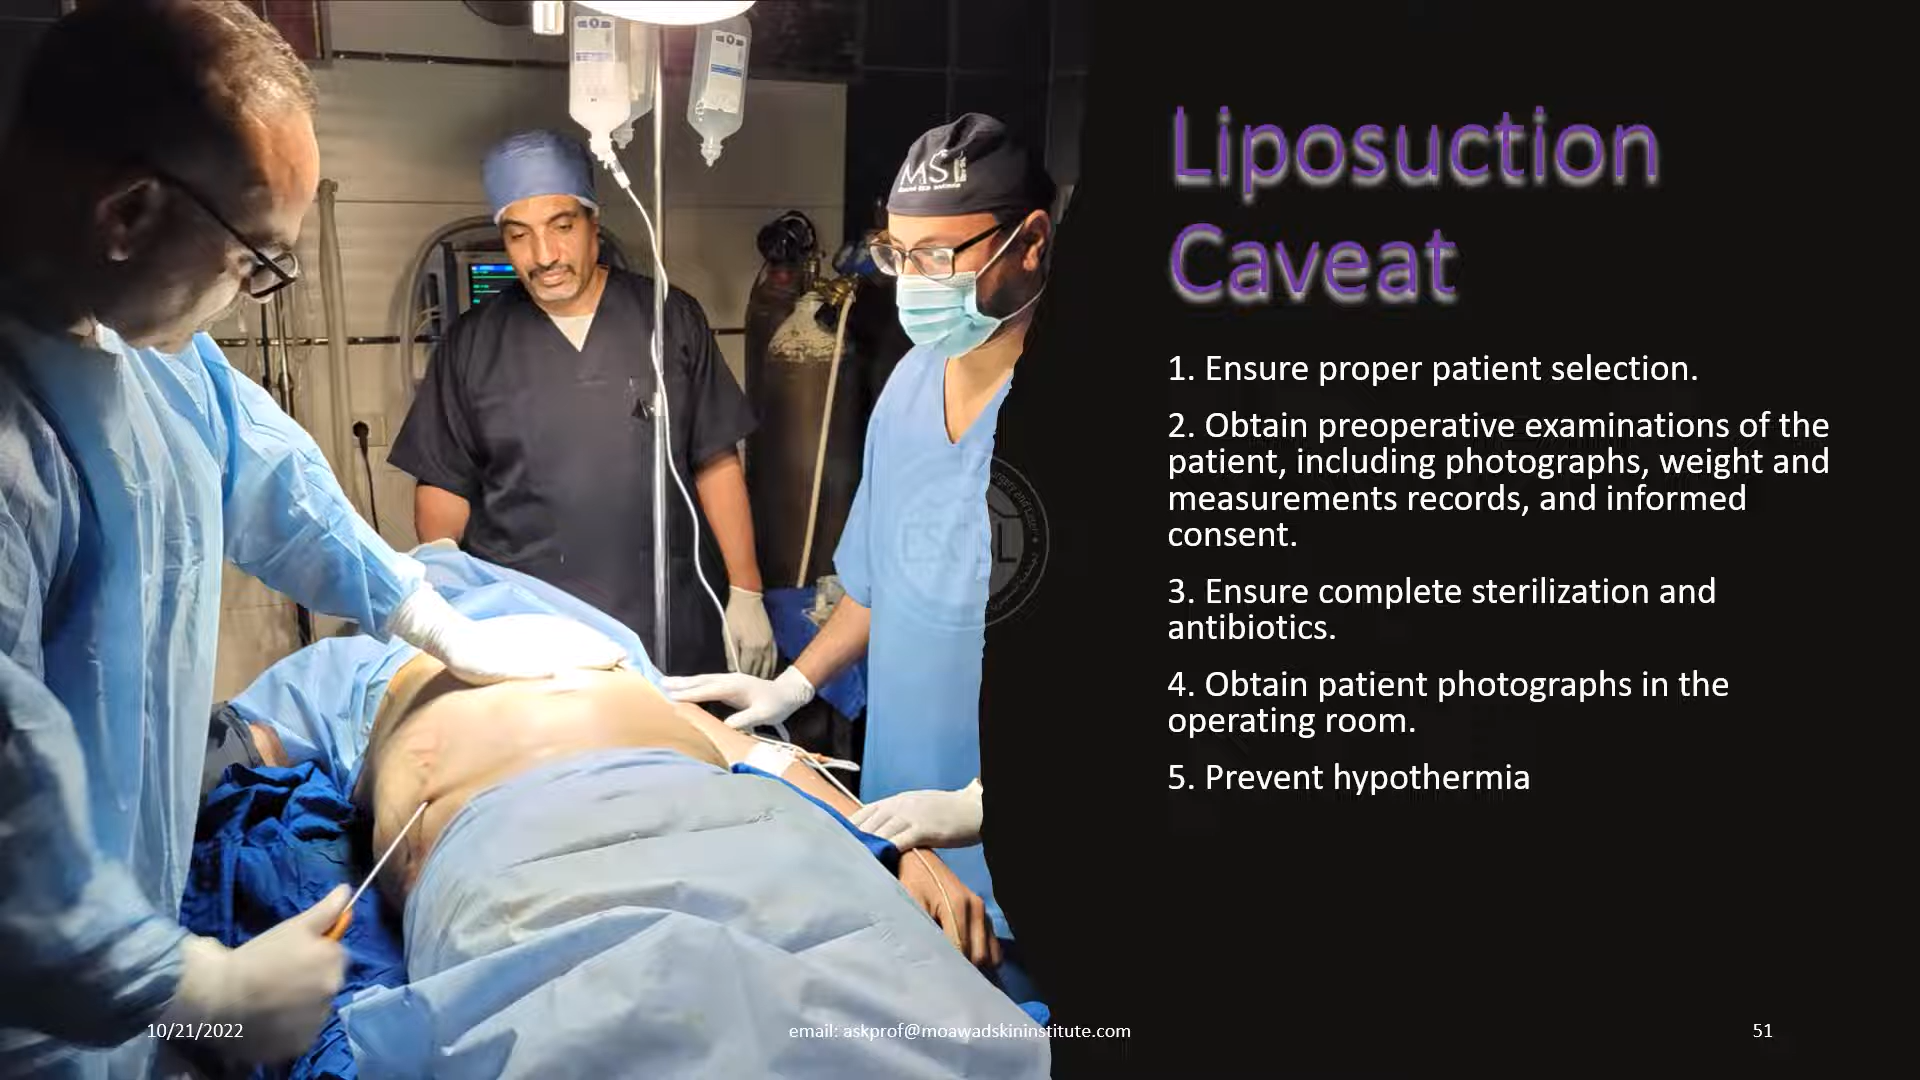 MS
Liposuction
Caveat
1. Ensure proper patient selection.
2. Obtain preoperative examinations of the
patient, including photographs, weight and
measurements records, and informed
consent.
3. Ensure complete sterilization and
antibiotics.
4. Obtain patient photographs in the
operating room.
5. Prevent hypothermia
10/21/2022
email: askprof@moawadskininstitute.com
51